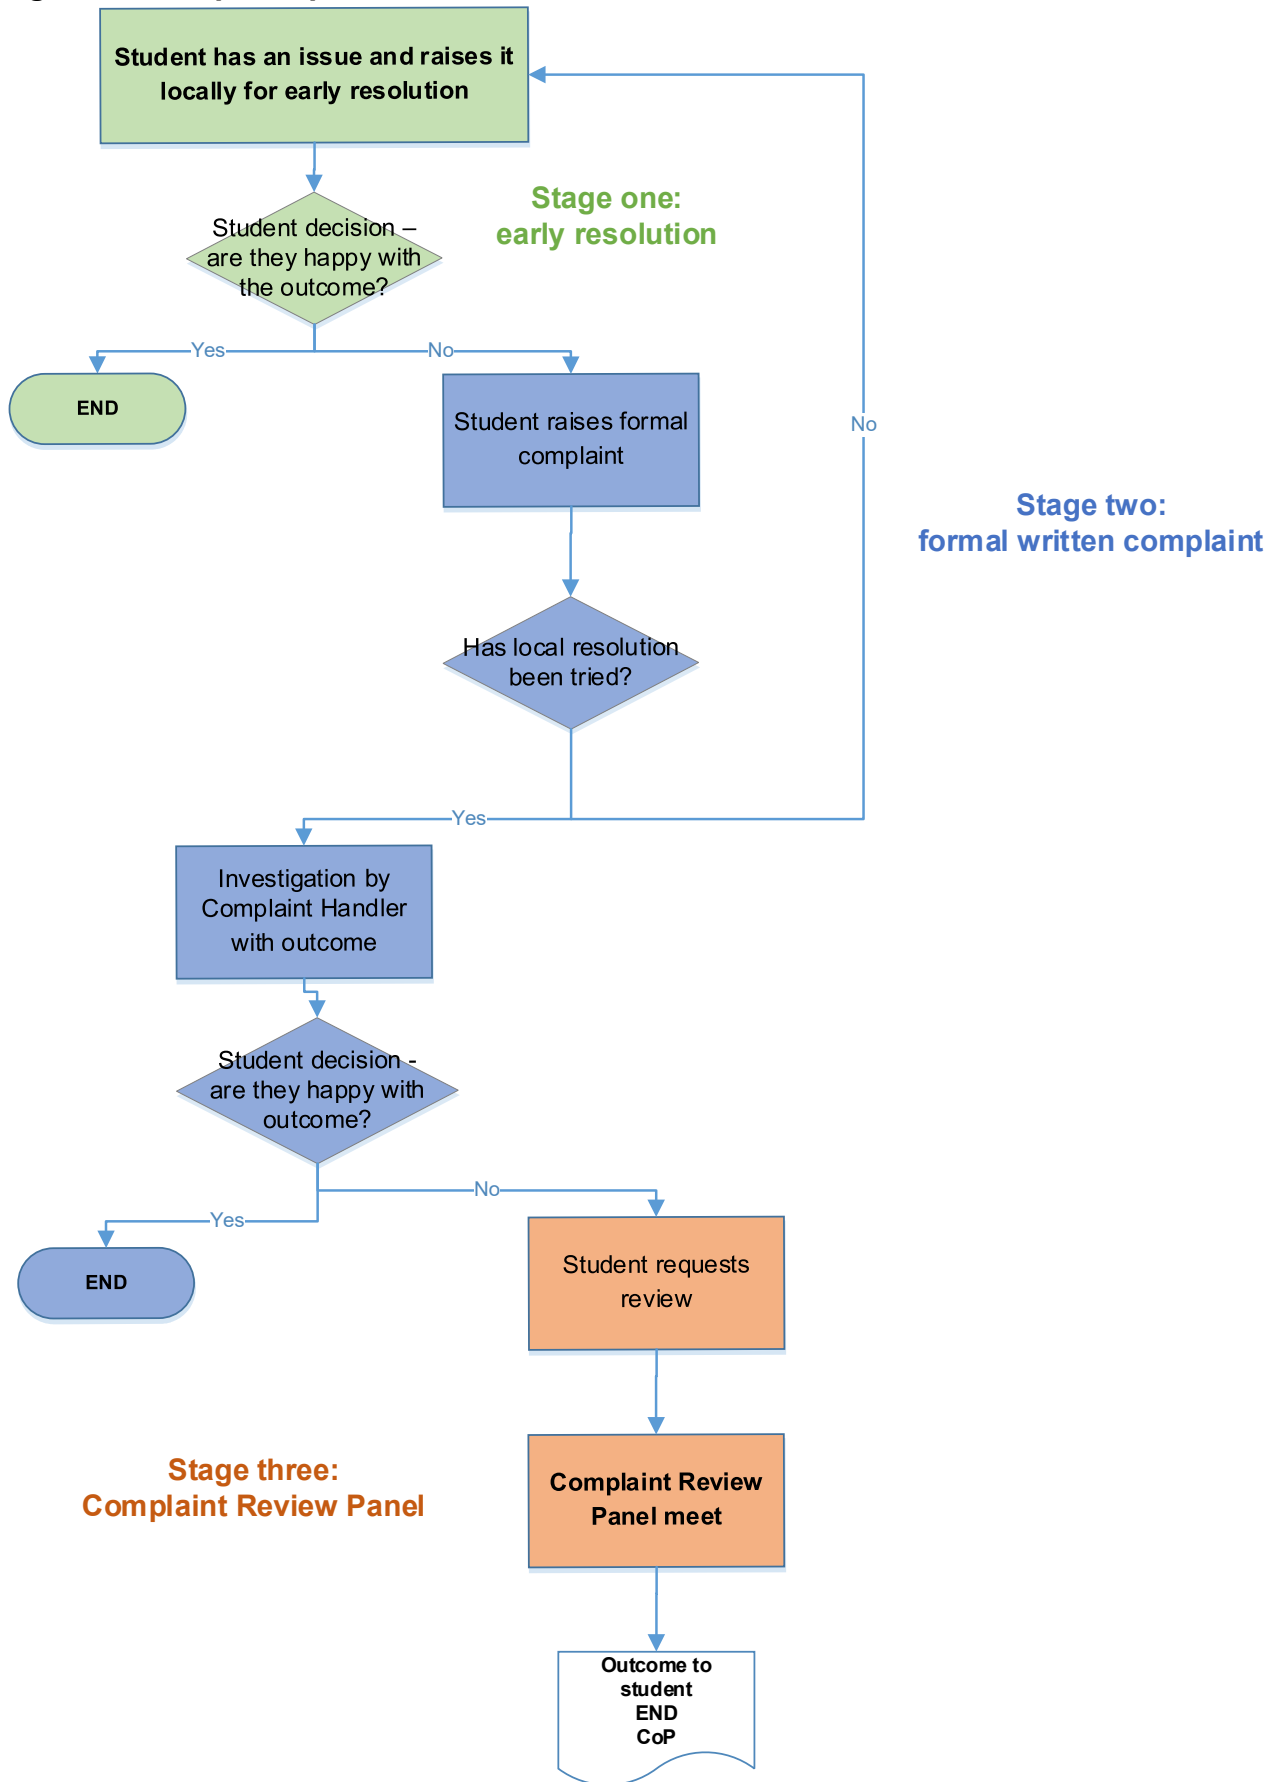 Student has an issue and raises it
locally for early resolution
Stage one:
early resolution
Student decision –
are they happy with
the outcome?
Yes
No
END
Student raises formal
complaint
No
Stage two:
formal written complaint
Has local resolution
been tried?
Yes
Investigation by
Complaint Handler
with outcome
Student decision -
are they happy with
outcome?
No
Yes
END
Student requests
review
Stage three:
Complaint Review Panel
Complaint Review
Panel meet
Outcome to
student
END
CoP